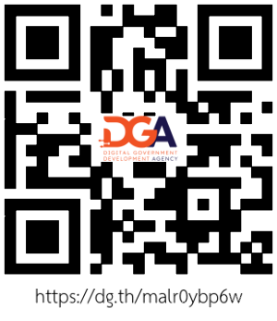 DGA
DIGITAL GOVERNMENT
DEVELOPMENT AGENCY
https://dg.th/malr0ybp6w